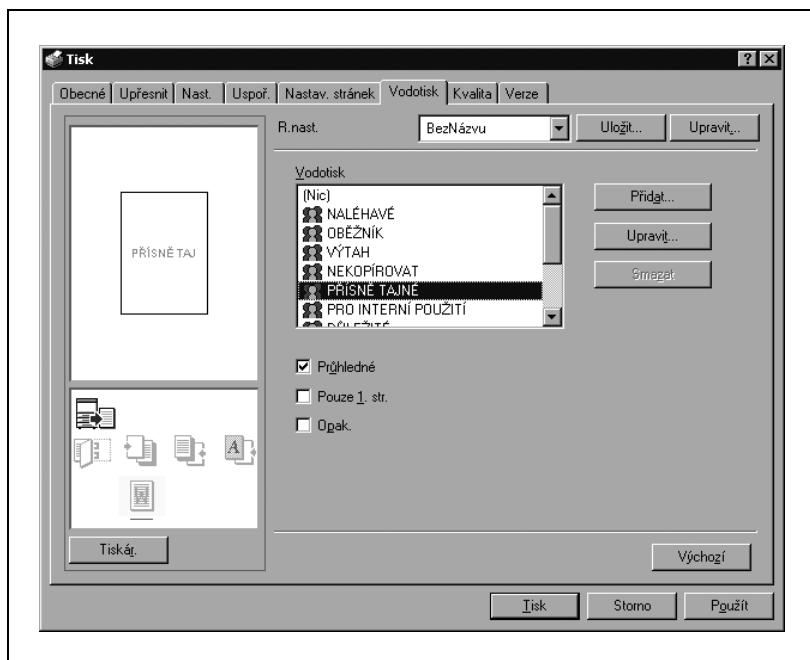 Tisk
Obecné Upřesnit Nast. Uspoř. Nastav. stránek Vodotisk Kvalita Verze
R.nast. BezNázvu Uložit... Upravit...
Vodotisk
(Nic)
NALÉHAVÉ
OBĚŽNÍK
VÝTAH
NEKOPÍROVAT
PŘÍSNĚ TAJNÉ
PRO INTERNÍ POUŽITÍ
DŮLEŽITÉ
Přidat...
Upravit...
Smazat
PŘÍSNĚ TAJ
Průhledné
Pouze 1. str.
Opak.
A
W
Tiskár.
Výchozí
Tisk Storno Použít